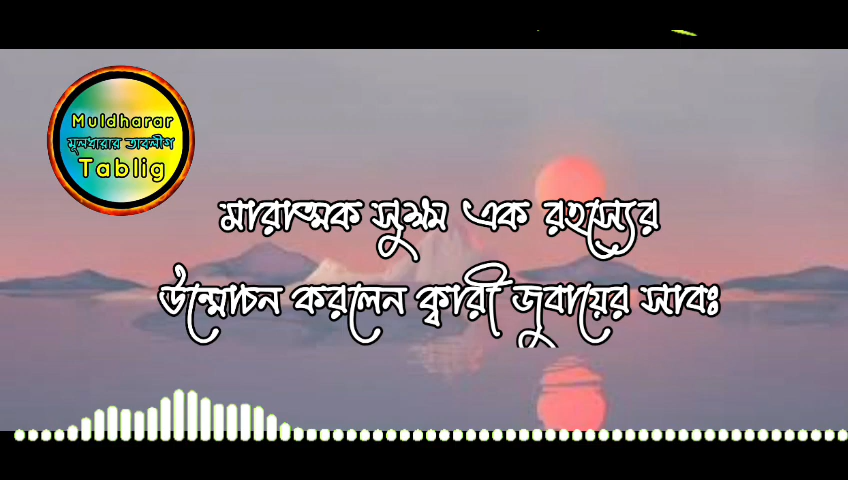 Muldharar
মূলধারার তাবলীগ
Tablig
মারাত্মক সুক্ষ্ম এক রহস্যের
উন্মোচন করলেন ক্বারী জুবায়ের সাবঃ